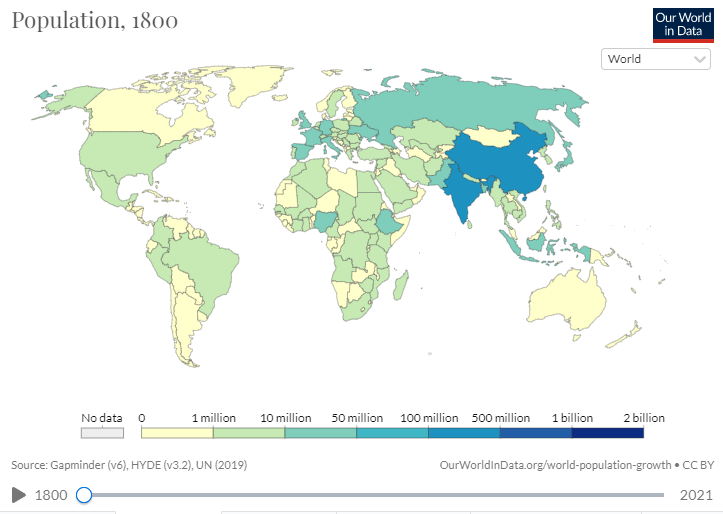 Population, 1800
Our World
in Data
World
No data
0
1 million
10 million
50 million
100 million
500 million
1 billion
2 billion
Source: Gapminder (v6), HYDE (v3.2), UN (2019)
OurWorldInData.org/world-population-growth • CC BY
1800
2021